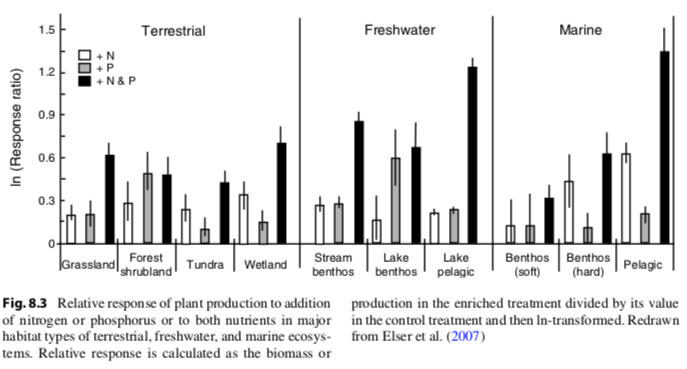 Terrestrial
Freshwater
Marine
ln (Response ratio)
1.5
1.2
0.9
0.6
0.3
0
+ N
+ P
+ N & P
Grassland
Forest
shrubland
Tundra
Wetland
Stream
benthos
Lake
benthos
Lake
pelagic
Benthos
(soft)
Benthos
(hard)
Pelagic
Fig. 8.3 Relative response of plant production to addition
of nitrogen or phosphorus or to both nutrients in major
habitat types of terrestrial, freshwater, and marine ecosys-
tems. Relative response is calculated as the biomass or
production in the enriched treatment divided by its value
in the control treatment and then ln-transformed. Redrawn
from Elser et al. (2007)